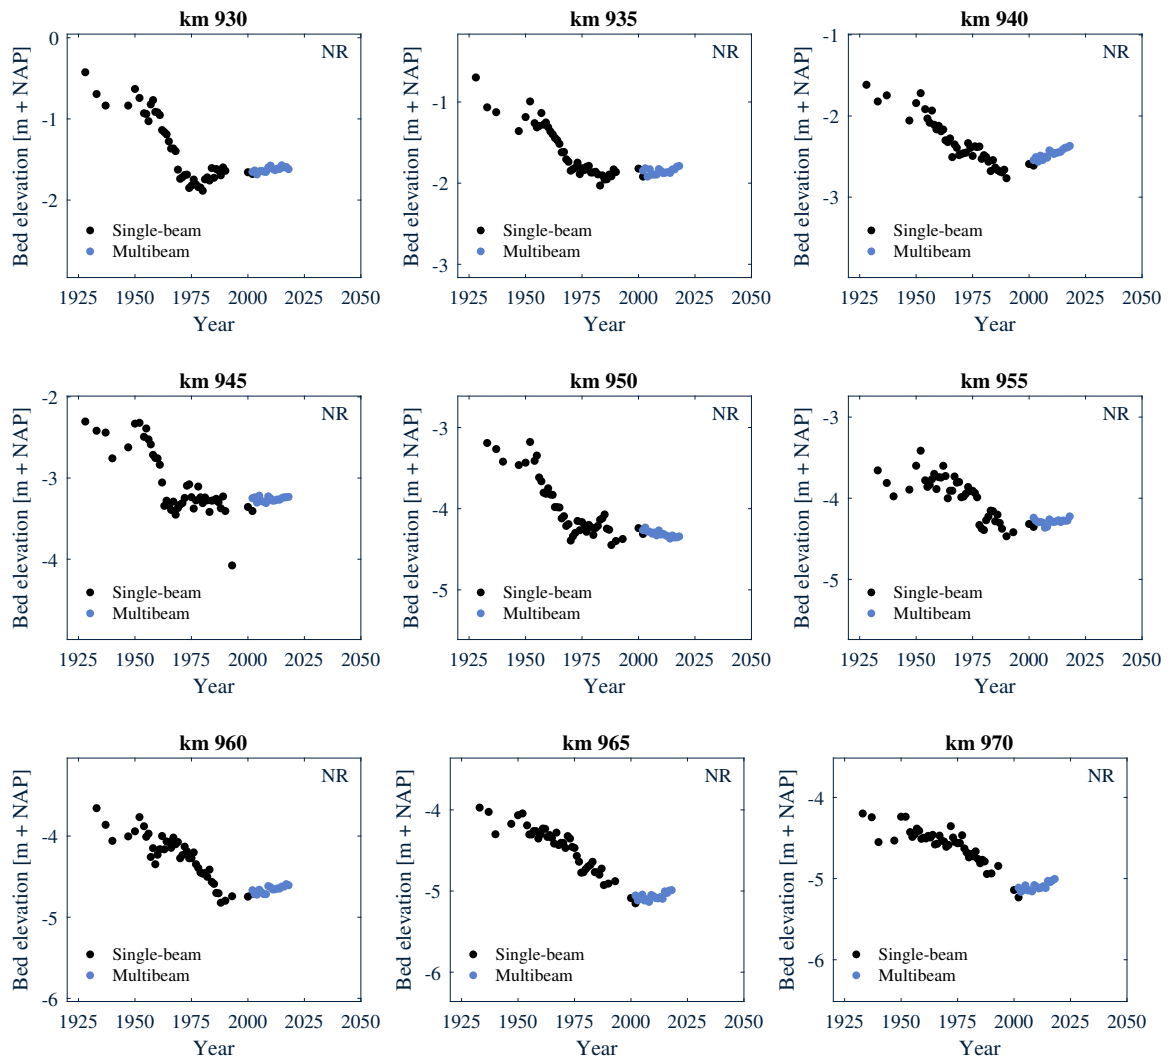 km 930
0
-1
-2
Bed elevation [m + NAP]
NR
Single-beam
Multibeam
1925 1950 1975 2000 2025 2050
Year
km 935
-1
-2
-3
Bed elevation [m + NAP]
NR
Single-beam
Multibeam
1925 1950 1975 2000 2025 2050
Year
km 940
-1
-2
-3
-4
Bed elevation [m + NAP]
NR
Single-beam
Multibeam
1925 1950 1975 2000 2025 2050
Year
km 945
-2
-3
-4
Bed elevation [m + NAP]
NR
Single-beam
Multibeam
1925 1950 1975 2000 2025 2050
Year
km 950
-3
-4
-5
Bed elevation [m + NAP]
NR
Single-beam
Multibeam
1925 1950 1975 2000 2025 2050
Year
km 955
-3
-4
-5
Bed elevation [m + NAP]
NR
Single-beam
Multibeam
1925 1950 1975 2000 2025 2050
Year
km 960
-4
-5
-6
Bed elevation [m + NAP]
NR
Single-beam
Multibeam
1925 1950 1975 2000 2025 2050
Year
km 965
-4
-5
-6
Bed elevation [m + NAP]
NR
Single-beam
Multibeam
1925 1950 1975 2000 2025 2050
Year
km 970
-4
-5
-6
Bed elevation [m + NAP]
NR
Single-beam
Multibeam
1925 1950 1975 2000 2025 2050
Year